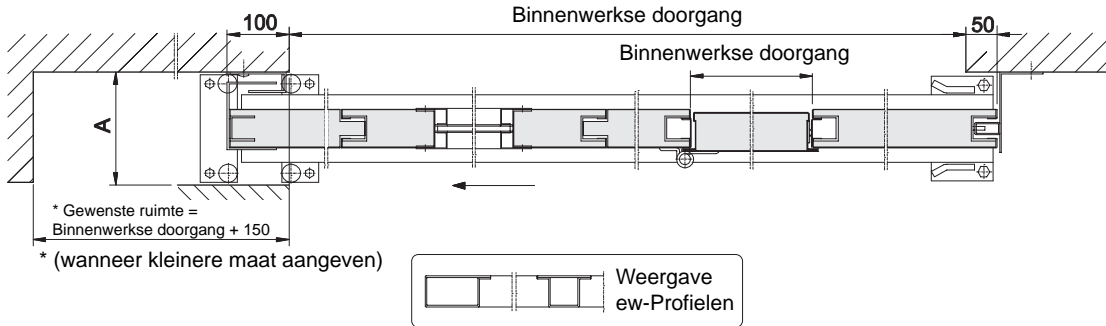 Binnenwerkse doorgang
100
50
Binnenwerkse doorgang
A
* Gewenste ruimte =
Binnenwerkse doorgang + 150
* (wanneer kleinere maat aangeven)
Weergave
ew-Profielen